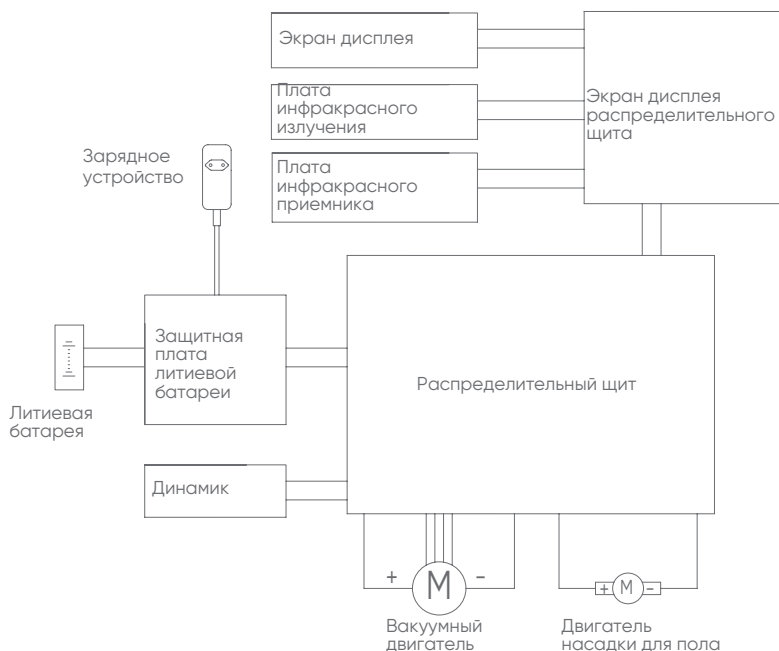 Экран дисплея
Плата
инфракрасного
излучения
Плата
инфракрасного
приемника
Экран дисплея
распределительного
щита
Зарядное
устройство
Защитная
плата
литиевой
батареи
Литиевая
батарея
Распределительный щит
Динамик
+ M -
+ M -
Вакуумный
двигатель
Двигатель
насадки для пола